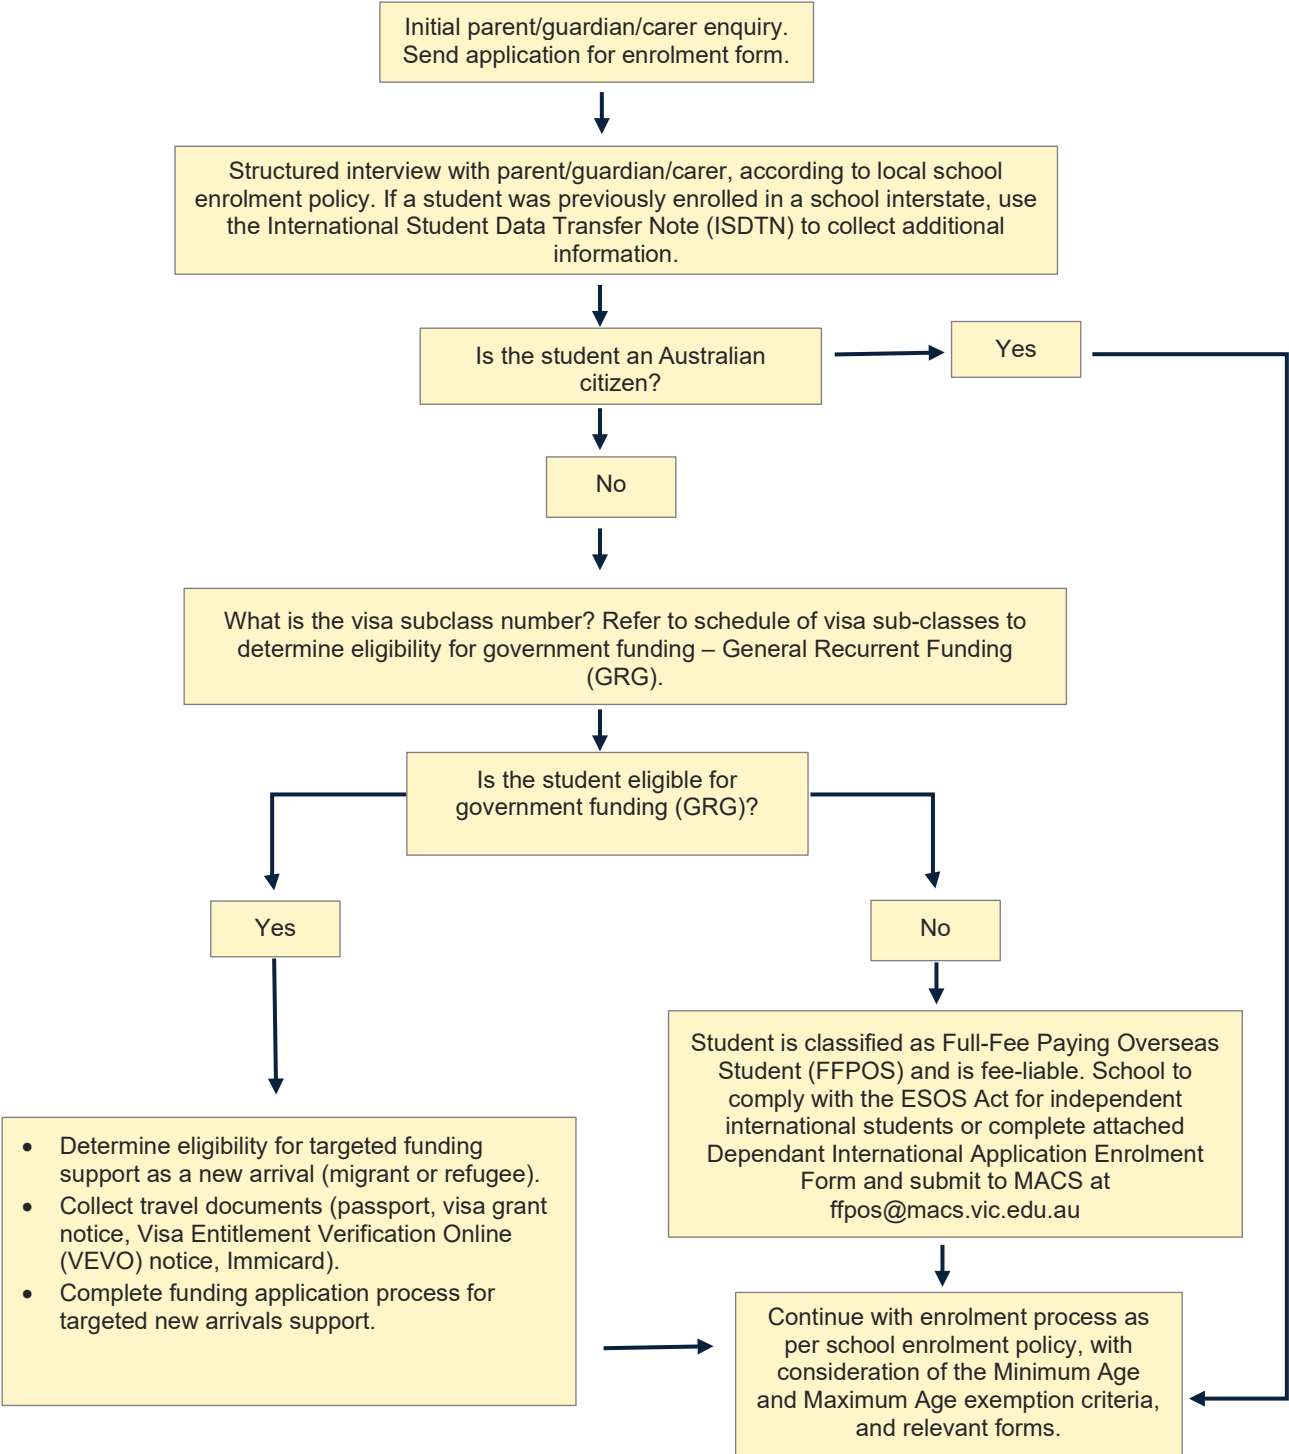 Initial parent/guardian/carer enquiry.
Send application for enrolment form.
Structured interview with parent/guardian/carer, according to local school
enrolment policy. If a student was previously enrolled in a school interstate, use
the International Student Data Transfer Note (ISDTN) to collect additional
information.
Is the student an Australian
citizen?
Yes
No
What is the visa subclass number? Refer to schedule of visa sub-classes to
determine eligibility for government funding – General Recurrent Funding
(GRG).
Is the student eligible for
government funding (GRG)?
Yes
No
Student is classified as Full-Fee Paying Overseas
Student (FFPOS) and is fee-liable. School to
comply with the ESOS Act for independent
international students or complete attached
Dependant International Application Enrolment
Form and submit to MACS at
ffpos@macs.vic.edu.au
• Determine eligibility for targeted funding
support as a new arrival (migrant or refugee).
• Collect travel documents (passport, visa grant
notice, Visa Entitlement Verification Online
(VEVO) notice, Immicard).
• Complete funding application process for
targeted new arrivals support.
Continue with enrolment process as
per school enrolment policy, with
consideration of the Minimum Age
and Maximum Age exemption criteria,
and relevant forms.